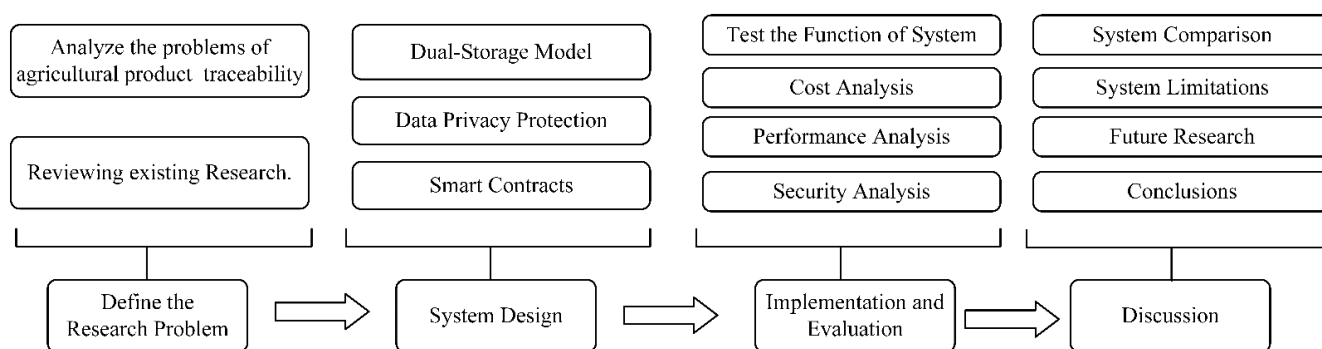 Analyze the problems of
agricultural product traceability
Reviewing existing Research.
Define the
Research Problem
Dual-Storage Model
Data Privacy Protection
Smart Contracts
System Design
Test the Function of System
Cost Analysis
Performance Analysis
Security Analysis
Implementation and
Evaluation
System Comparison
System Limitations
Future Research
Conclusions
Discussion